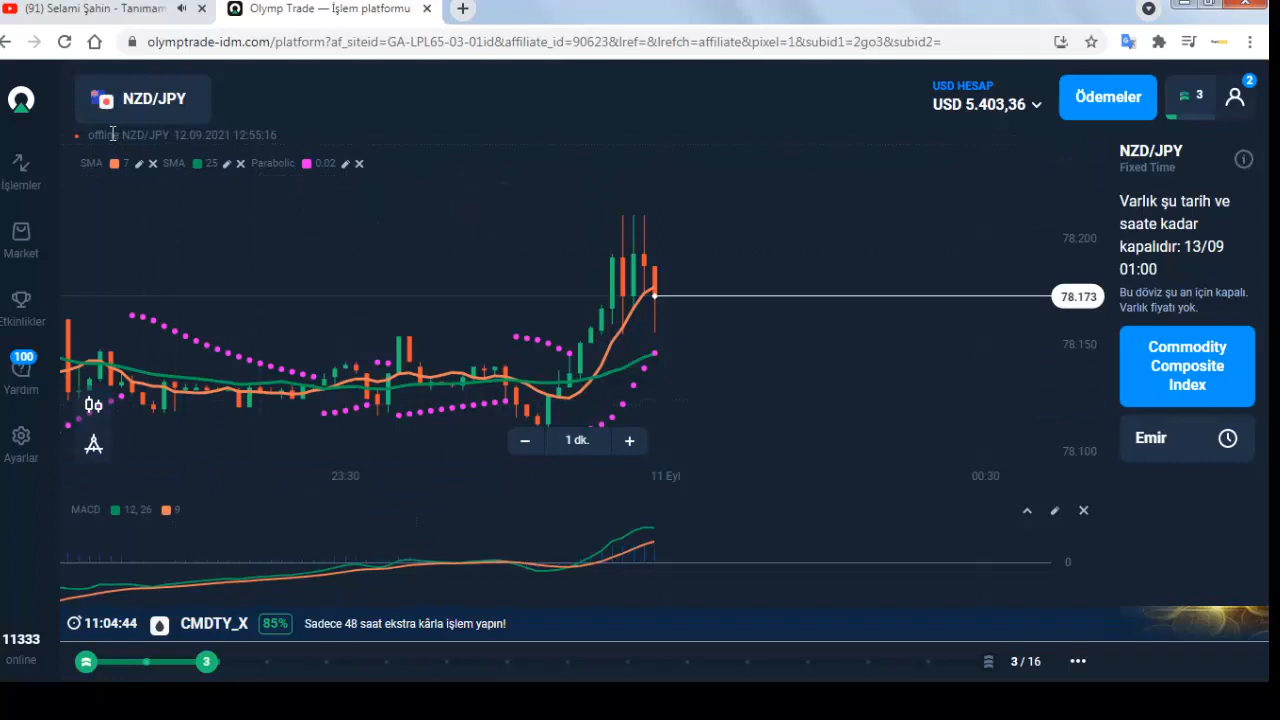 (91) Selami Şahin - Tanımam
Olymp Trade — İşlem platformu
olymptrade-idm.com/platform?af_siteid=GA-LPL65-03-01id&affiliate_id=90623&lref=&lrefch=affiliate&pixel=1&subid1=2go3&subid2=
NZD/JPY
USD HESAP
USD 5.403,36
Ödemeler
3
2
offline NZD/JPY 12.09.2021 12:55:16
SMA 7 SMA 25 Parabolic 0.02
İşlemler
Market
Etkinlikler
100
Yardım
Ayarlar
11333
online
78.200
78.173
78.150
78.100
1 dk.
23:30
11 Eyl
00:30
MACD 12, 26 9
0
NZD/JPY
Fixed Time
Varlık şu tarih ve
saate kadar
kapalıdır: 13/09
01:00
Bu döviz şu an için kapalı.
Varlık fiyatı yok.
Commodity
Composite
Index
Emir
11:04:44 CMDTY_X 85% Sadece 48 saat ekstra kârla işlem yapın!
3
3 / 16